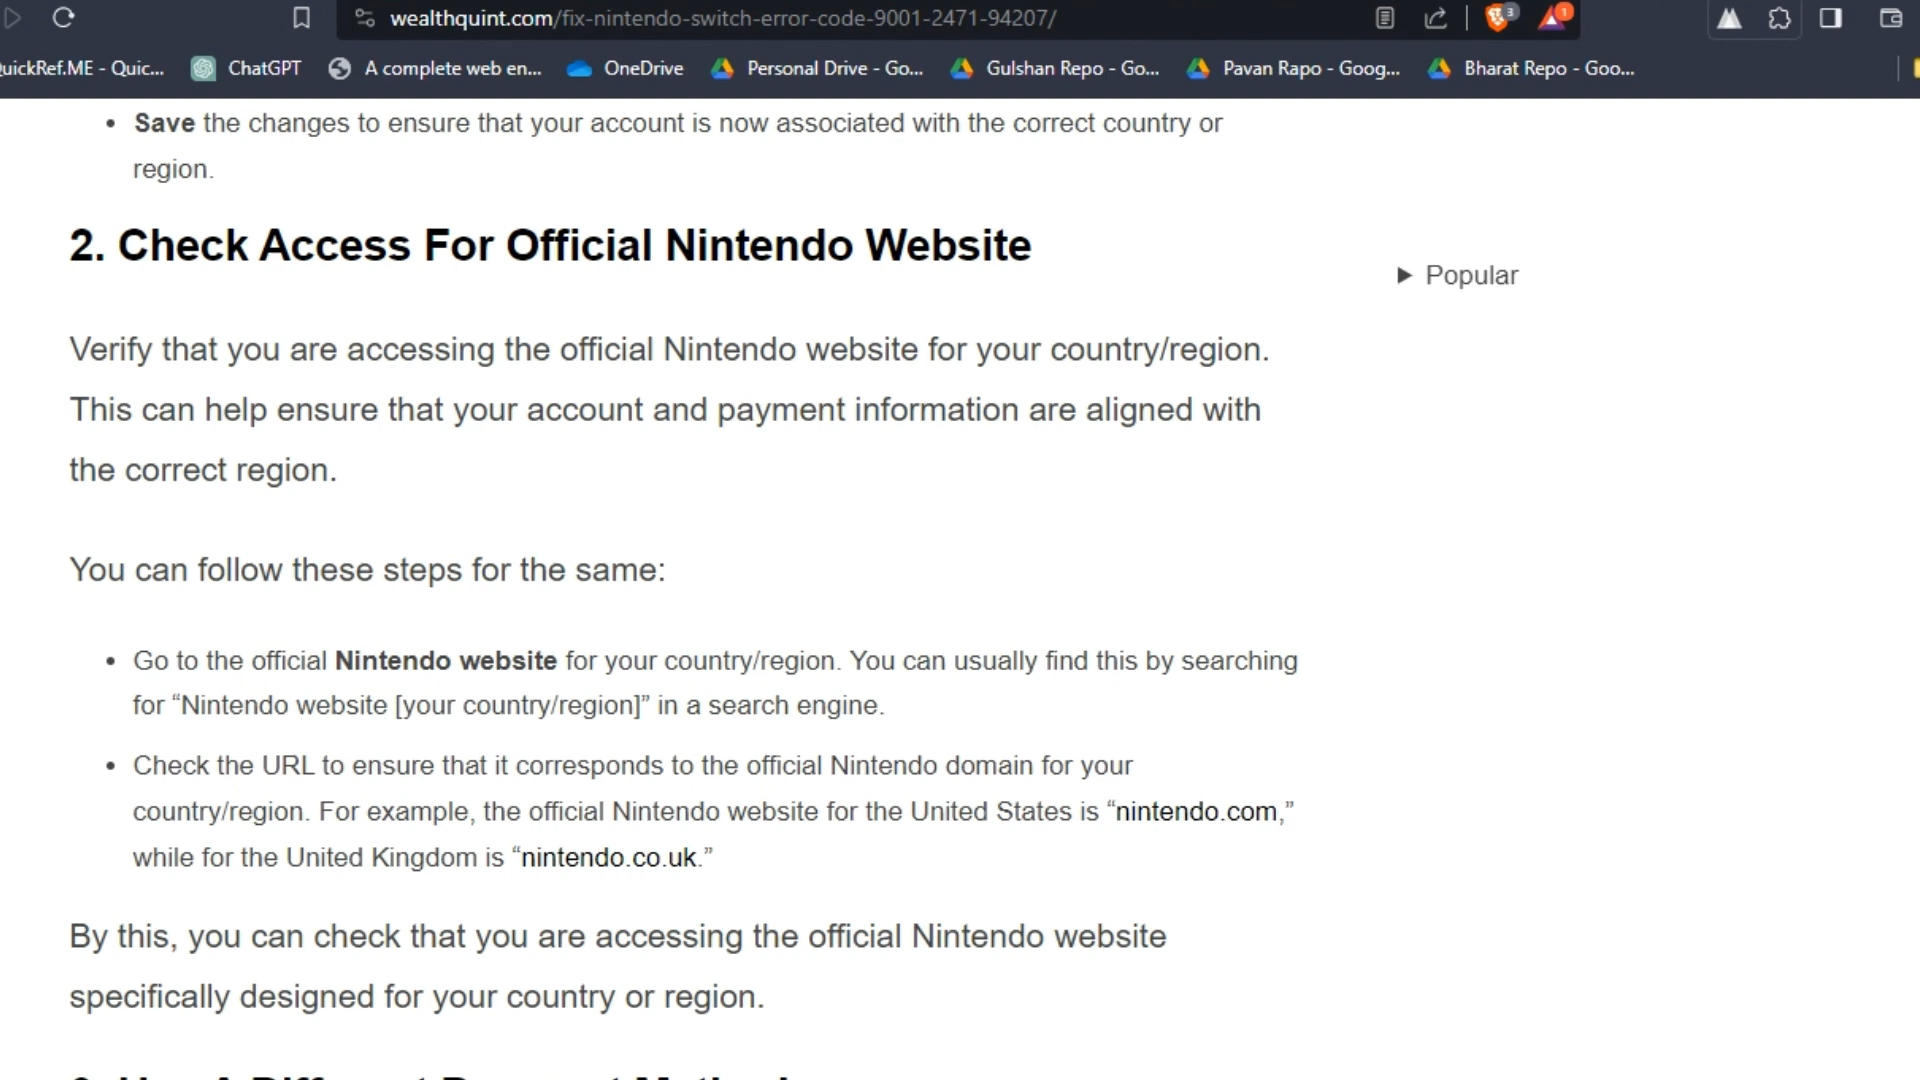 wealthquint.com/fix-nintendo-switch-error-code-9001-2471-94207/
3
1
uickRef.ME - Quic... ChatGPT A complete web en... OneDrive Personal Drive - Go... Gulshan Repo - Go... Pavan Rapo - Goog... Bharat Repo - Goo...
• Save the changes to ensure that your account is now associated with the correct country or
region.
2. Check Access For Official Nintendo Website
▶ Popular
Verify that you are accessing the official Nintendo website for your country/region.
This can help ensure that your account and payment information are aligned with
the correct region.
You can follow these steps for the same:
• Go to the official Nintendo website for your country/region. You can usually find this by searching
for “Nintendo website [your country/region]” in a search engine.
• Check the URL to ensure that it corresponds to the official Nintendo domain for your
country/region. For example, the official Nintendo website for the United States is “nintendo.com,”
while for the United Kingdom is “nintendo.co.uk.”
By this, you can check that you are accessing the official Nintendo website
specifically designed for your country or region.